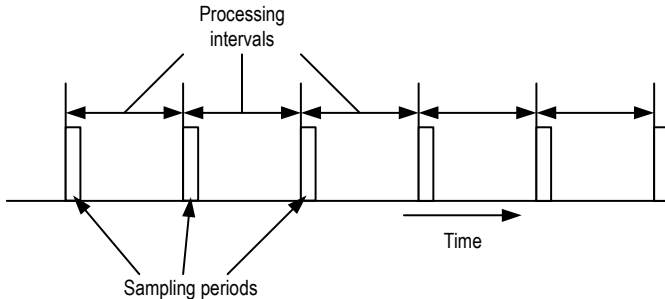 Processing
intervals
Time
Sampling periods